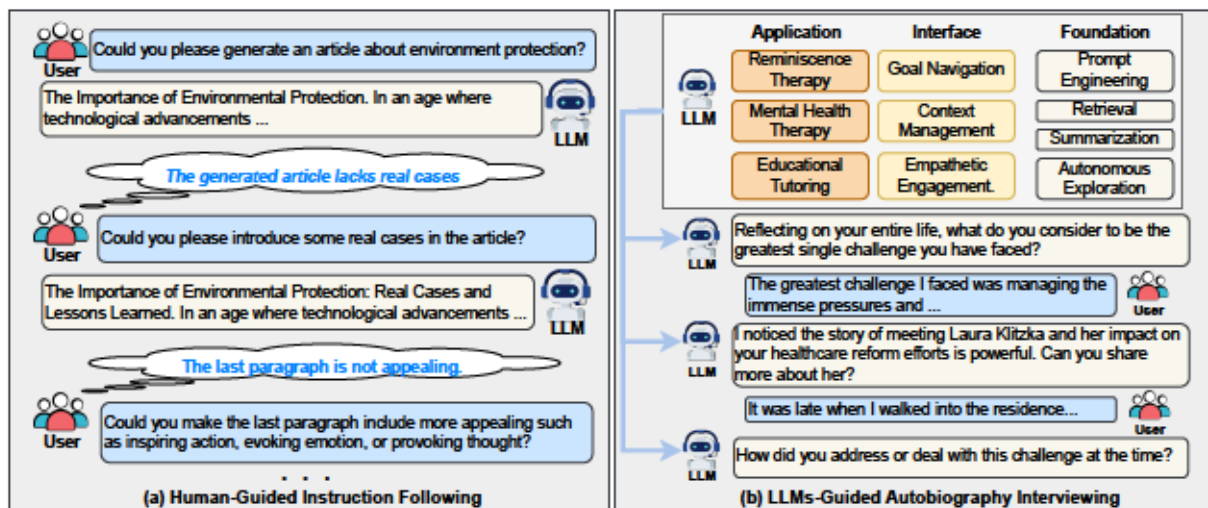 Could you please generate an article about environment protection?
User
The Importance of Environmental Protection. In an age where
technological advancements ...
LLM
The generated article lacks real cases
Could you please introduce some real cases in the article?
User
The Importance of Environmental Protection: Real Cases and
Lessons Learned. In an age where technological advancements ...
LLM
The last paragraph is not appealing.
Could you make the last paragraph include more appealing such
as inspiring action, evoking emotion, or provoking thought?
User
. . .
(a) Human-Guided Instruction Following
Application Interface Foundation
LLM
Reminiscence
Therapy
Goal Navigation
Prompt
Engineering
Mental Health
Therapy
Context
Management
Retrieval
Summarization
Educational
Tutoring
Empathetic
Engagement.
Autonomous
Exploration
Reflecting on your entire life, what do you consider to be the
greatest single challenge you have faced?
LLM
The greatest challenge I faced was managing the
immense pressures and ...
User
I noticed the story of meeting Laura Klitzka and her impact on
your healthcare reform efforts is powerful. Can you share
more about her?
LLM
It was late when I walked into the residence...
User
How did you address or deal with this challenge at the time?
LLM
(b) LLMs-Guided Autobiography Interviewing